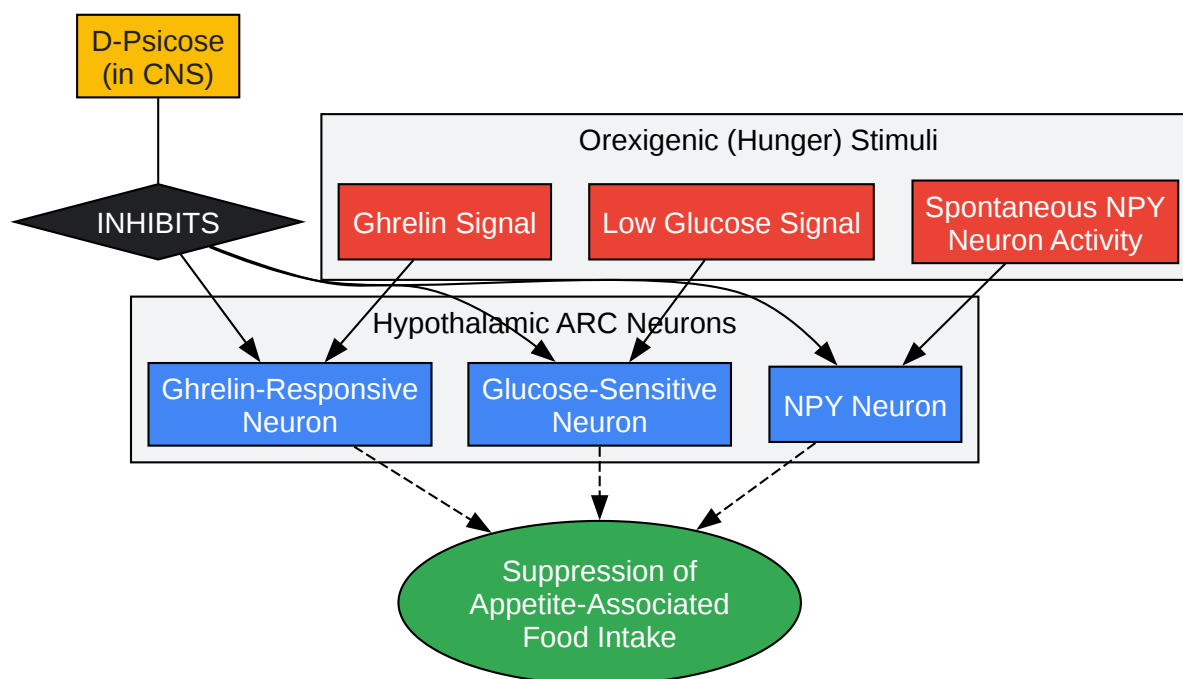 D-Psicose
(in CNS)
Orexigenic (Hunger) Stimuli
INHIBITS
Ghrelin Signal
Low Glucose Signal
Spontaneous NPY
Neuron Activity
Hypothalamic ARC Neurons
Ghrelin-Responsive
Neuron
Glucose-Sensitive
Neuron
NPY Neuron
Suppression of
Appetite-Associated
Food Intake